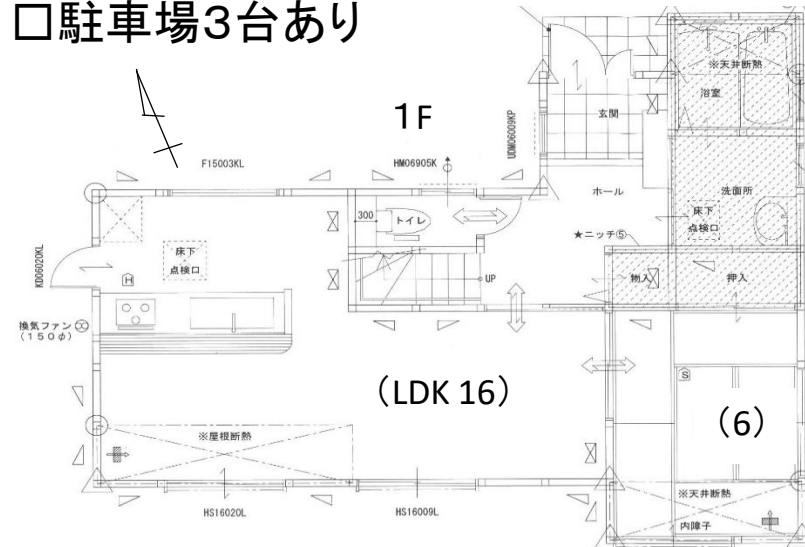 □駐車場3台あり
1F
F15003KL
HM06905K
UDM06009KP
玄関
※天井断熱
浴室
ホール
洗面所
床下
点検口
★ニッチ⑤
物入
押入
300
トイレ
UP
KD06020KL
床下
点検口
H
換気ファン
(150φ)
(LDK 16)
S
(6)
※屋根断熱
※天井断熱
内障子
HS16020L
HS16009L